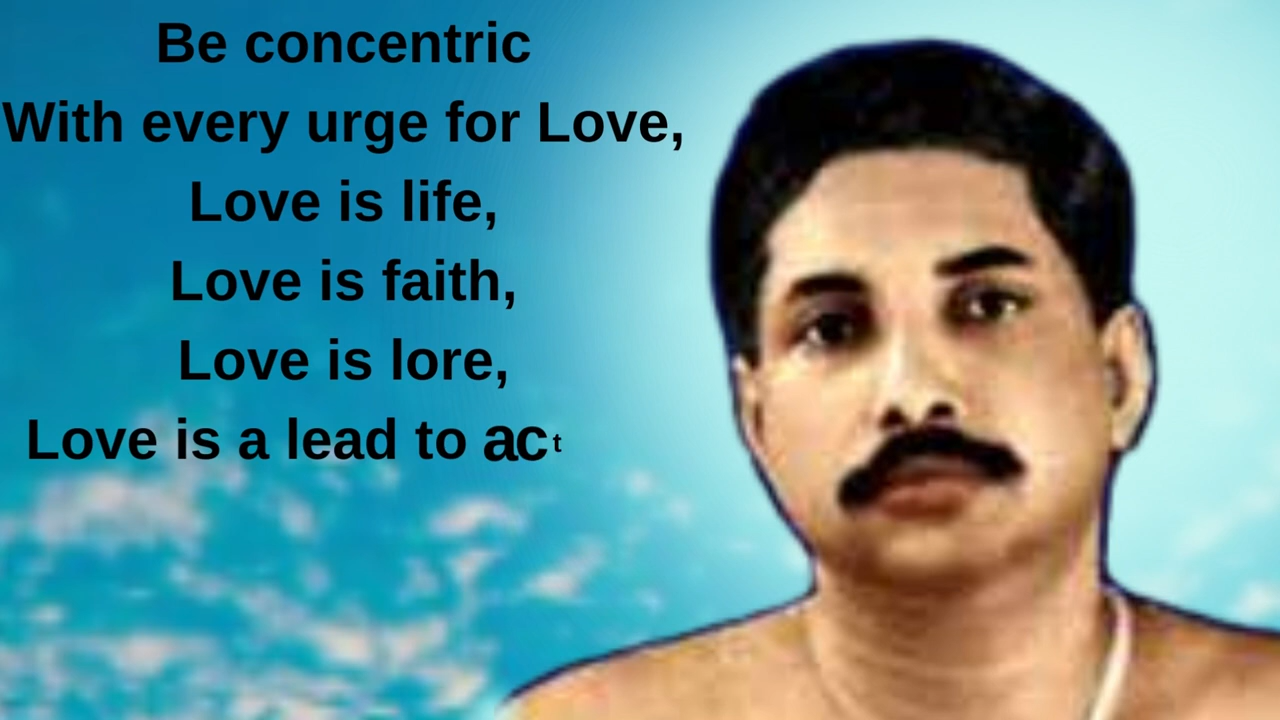 Be concentric
With every urge for Love,
Love is life,
Love is faith,
Love is lore,
Love is a lead to act